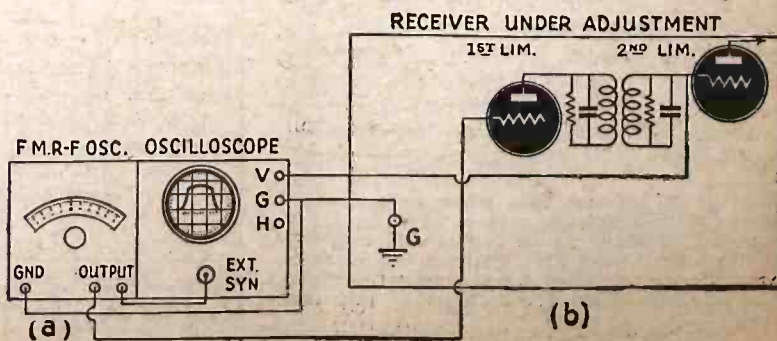 RECEIVER UNDER ADJUSTMENT
1ST LIM. 2ND LIM.
F M.R-F OSC. OSCILLOSCOPE
V
G
H
G
GND OUTPUT EXT. SYN
(a) (b)